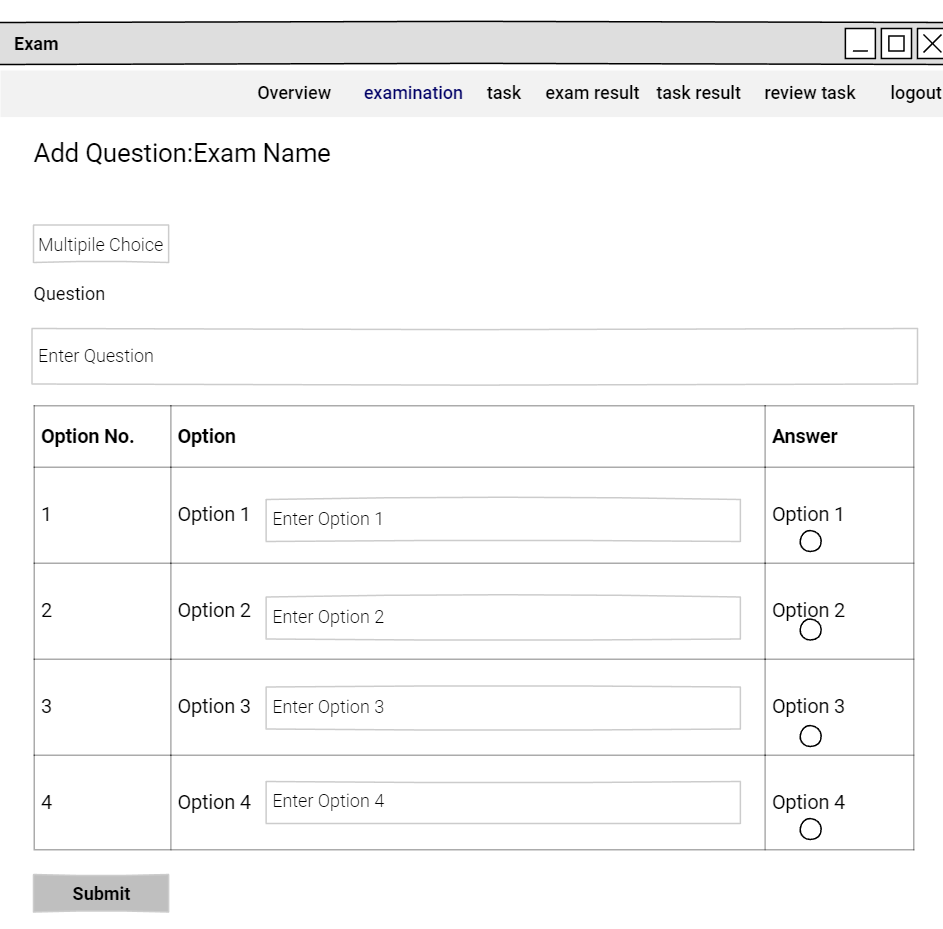 Exam
Overview examination task exam result task result review task logout
Add Question:Exam Name
Multipile Choice
Question
Enter Question
Option No. Option Answer
1 Option 1 Enter Option 1 Option 1
2 Option 2 Enter Option 2 Option 2
3 Option 3 Enter Option 3 Option 3
4 Option 4 Enter Option 4 Option 4
Submit